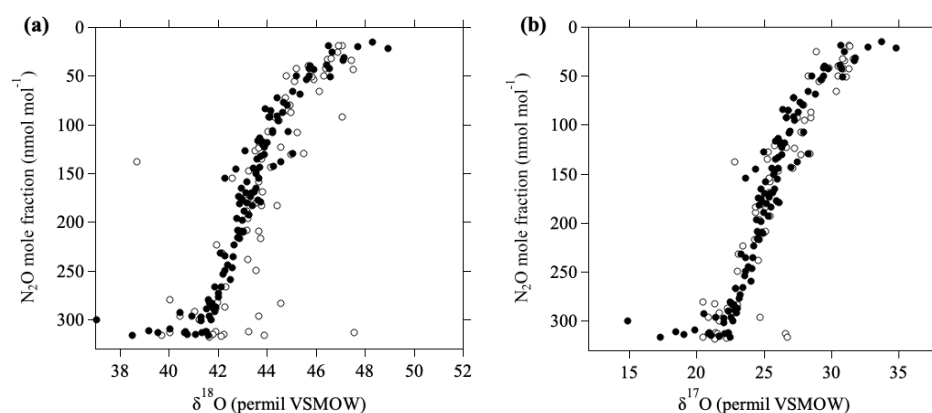 (a)
0
50
100
150
200
250
300
N₂O mole fraction (nmol mol⁻¹)
38 40 42 44 46 48 50 52
δ¹⁸O (permil VSMOW)
(b)
0
50
100
150
200
250
300
N₂O mole fraction (nmol mol⁻¹)
10 15 20 25 30 35
δ¹⁷O (permil VSMOW)